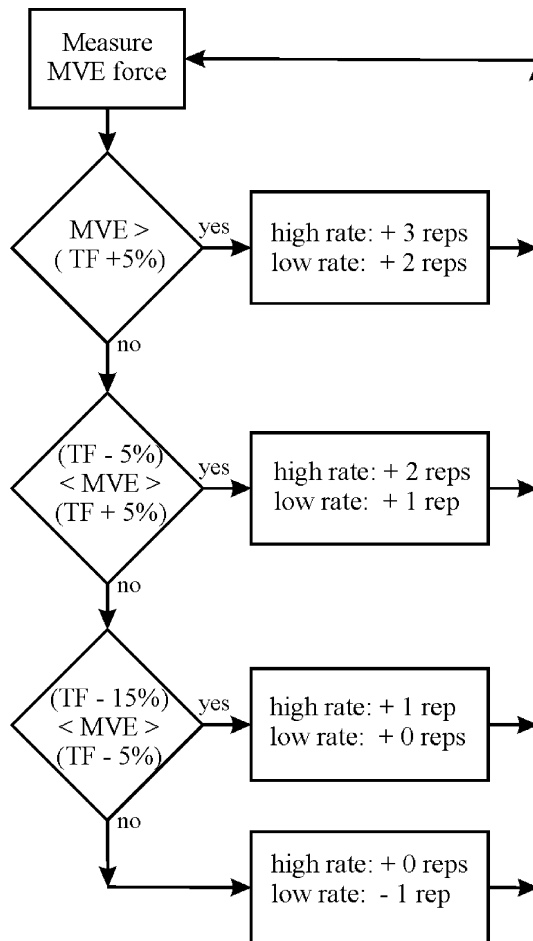 Measure
MVE force
MVE >
( TF +5%)
yes
high rate: + 3 reps
low rate: + 2 reps
no
(TF - 5%)
< MVE >
(TF + 5%)
yes
high rate: + 2 reps
low rate: + 1 rep
no
(TF - 15%)
< MVE >
(TF - 5%)
yes
high rate: + 1 rep
low rate: + 0 reps
no
high rate: + 0 reps
low rate: - 1 rep